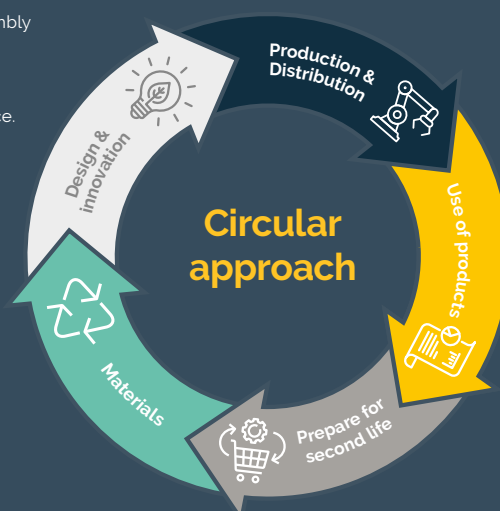 Production &
Distribution
Design &
innovation
Use of products
Circular
approach
Materials
Prepare for
second life